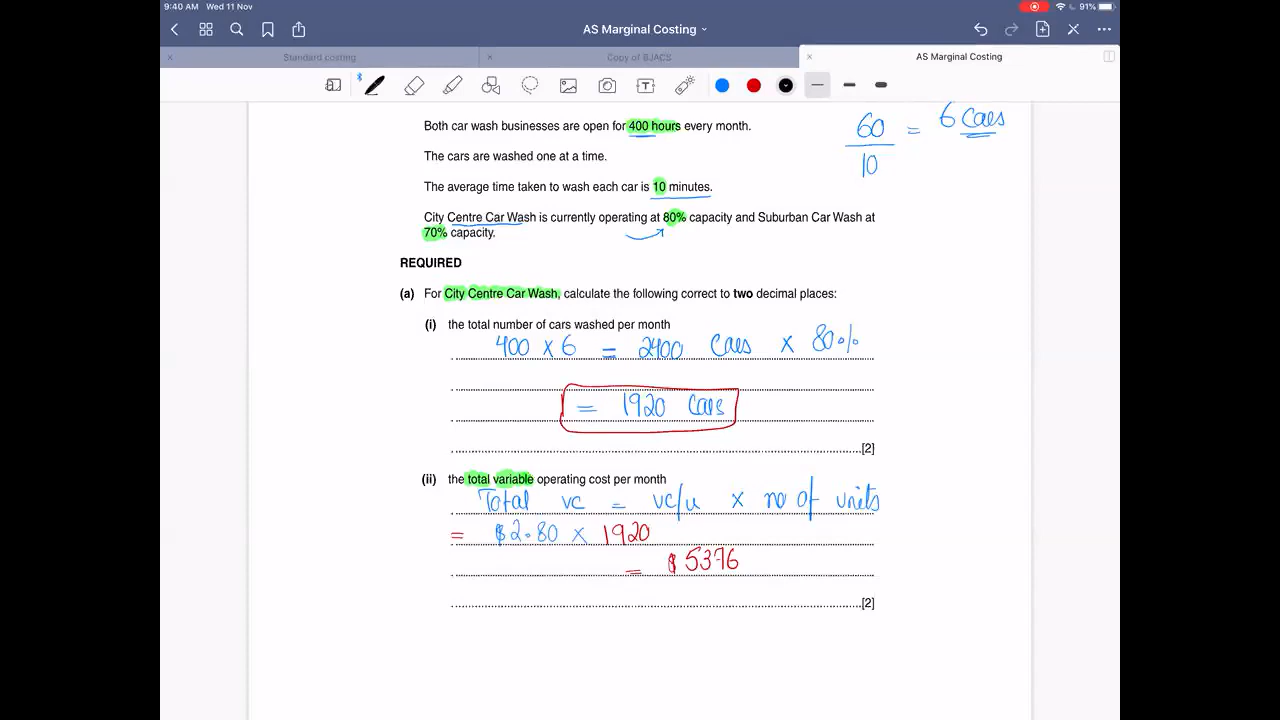 9:40 AM Wed 11 Nov
91%
AS Marginal Costing
Standard costing
Copy of BJACS
AS Marginal Costing
Both car wash businesses are open for 400 hours every month.
60 = 6 Cars
10
The cars are washed one at a time.
The average time taken to wash each car is 10 minutes.
City Centre Car Wash is currently operating at 80% capacity and Suburban Car Wash at
70% capacity.
REQUIRED
(a) For City Centre Car Wash, calculate the following correct to two decimal places:
(i) the total number of cars washed per month
400 x 6 = 2400 Cars x 80%
= 1920 Cars
[2]
(ii) the total variable operating cost per month
Total vc = vc/u x no of units
= $2.80 x 1920
= $5376
[2]